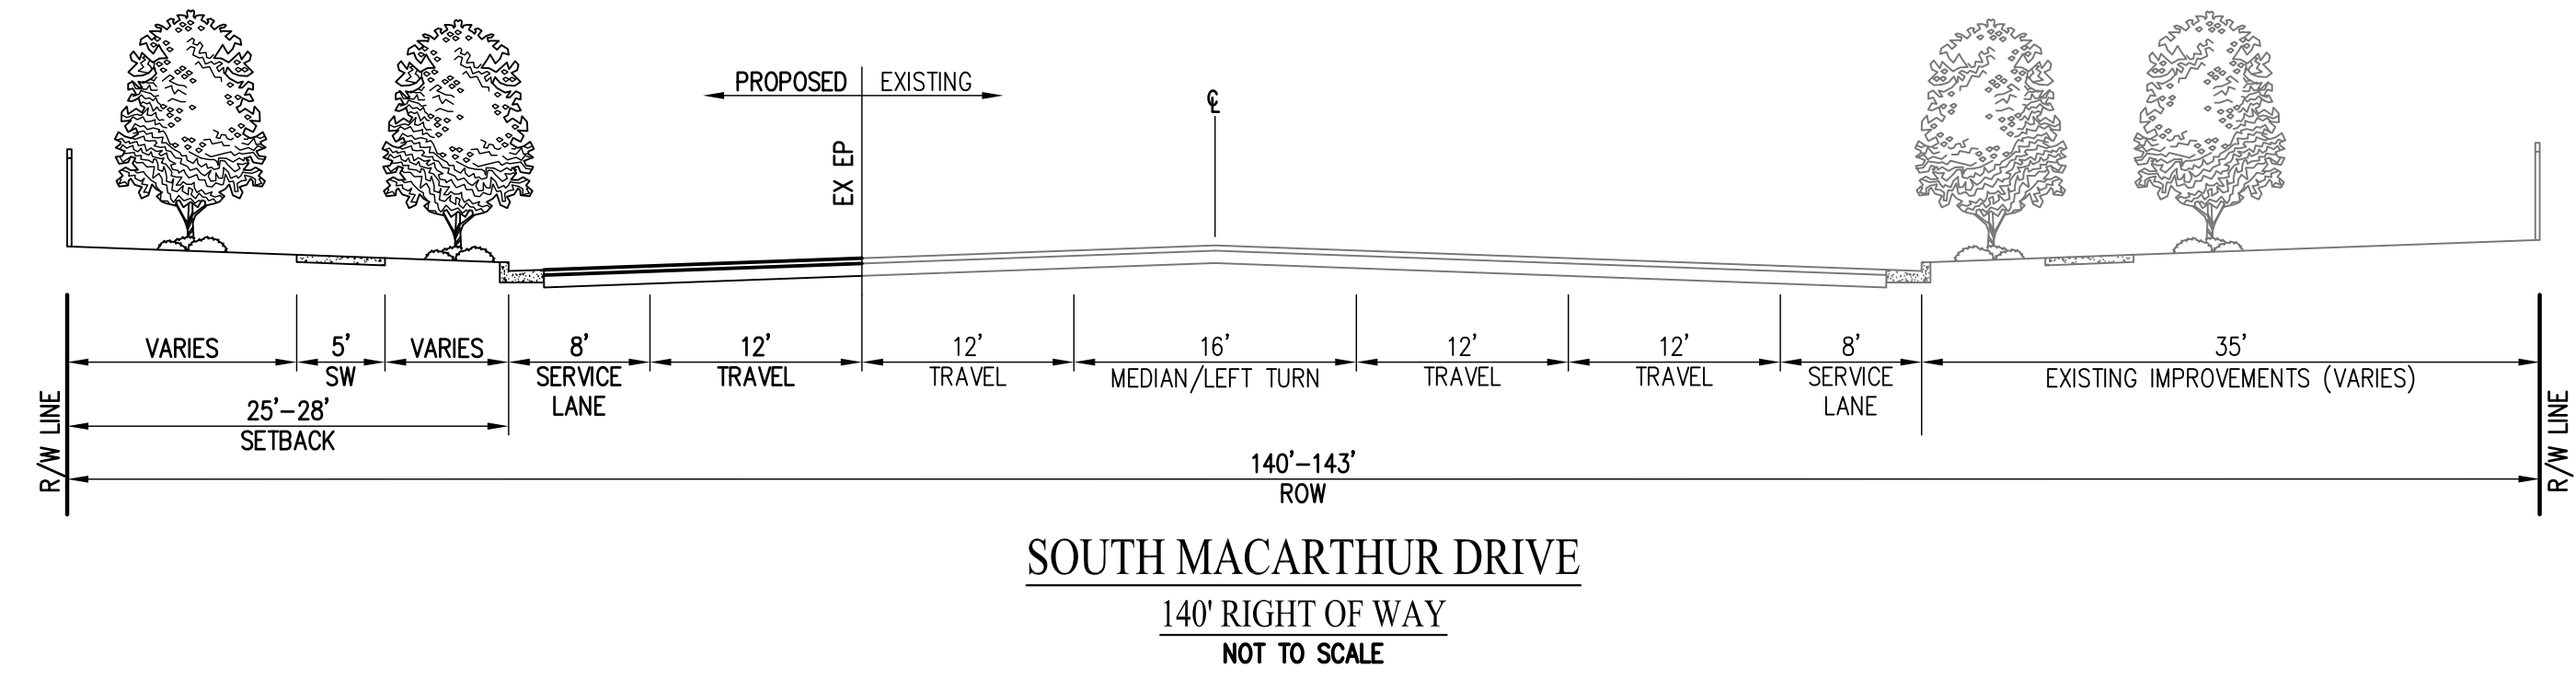 PROPOSED EXISTING
℄
EX EP
VARIES 5' VARIES 8' 12' 12' 16' 12' 12' 8' 35'
SW SERVICE LANE TRAVEL TRAVEL MEDIAN/LEFT TURN TRAVEL TRAVEL SERVICE LANE EXISTING IMPROVEMENTS (VARIES)
25'-28'
SETBACK
R/W LINE
R/W LINE
140'-143'
ROW
SOUTH MACARTHUR DRIVE
140' RIGHT OF WAY
NOT TO SCALE